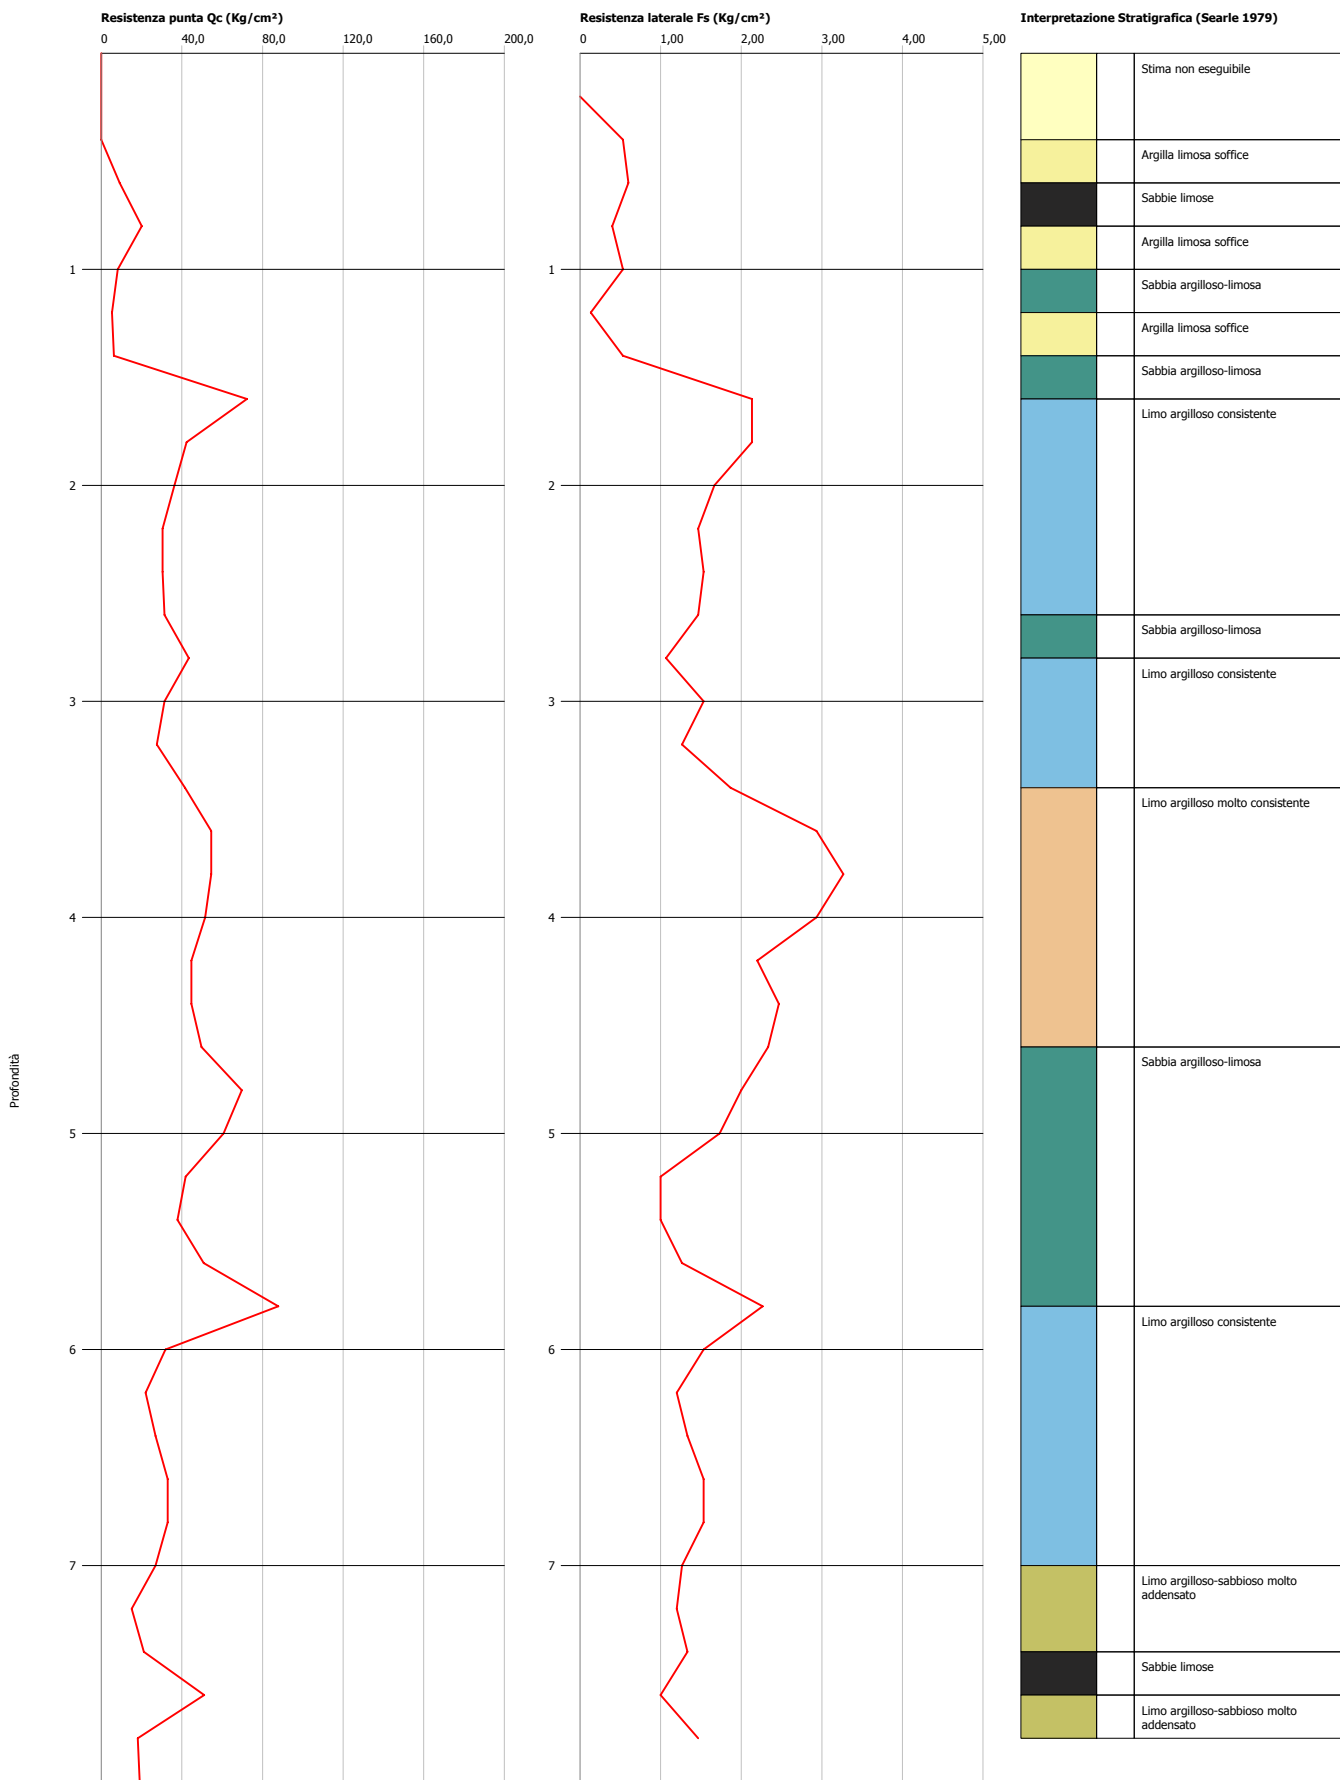 Resistenza punta Qc (Kg/cm²)
Resistenza laterale Fs (Kg/cm²)
Interpretazione Stratigrafica (Searle 1979)
0 40,0 80,0 120,0 160,0 200,0
0 1,00 2,00 3,00 4,00 5,00
Stima non eseguibile
Argilla limosa soffice
Sabbie limose
Argilla limosa soffice
1 1
Sabbia argilloso-limosa
Argilla limosa soffice
Sabbia argilloso-limosa
Limo argilloso consistente
2 2
Sabbia argilloso-limosa
Limo argilloso consistente
3 3
Limo argilloso molto consistente
4 4
Profondità
Sabbia argilloso-limosa
5 5
Limo argilloso consistente
6 6
7 7
Limo argilloso-sabbioso molto
addensato
Sabbie limose
Limo argilloso-sabbioso molto
addensato